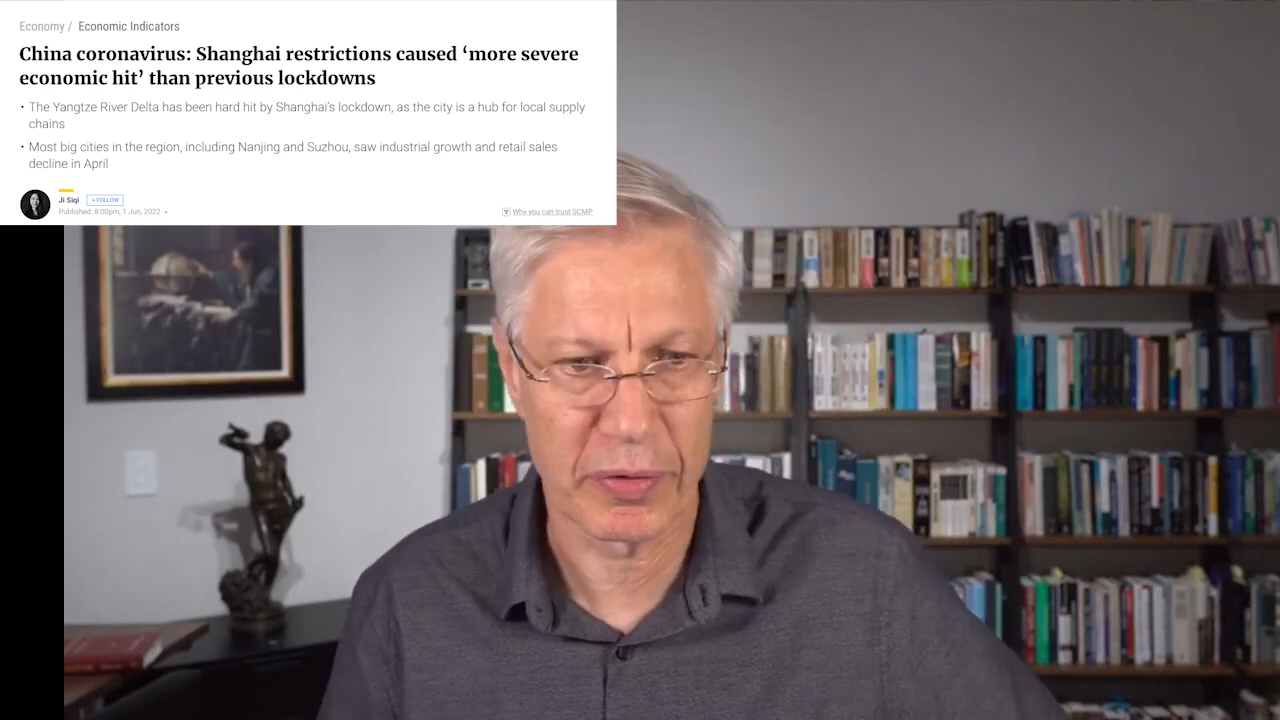 Economy / Economic Indicators
China coronavirus: Shanghai restrictions caused ‘more severe
economic hit’ than previous lockdowns
• The Yangtze River Delta has been hard hit by Shanghai’s lockdown, as the city is a hub for local supply
chains
• Most big cities in the region, including Nanjing and Suzhou, saw industrial growth and retail sales
decline in April
Ji Siqi + FOLLOW
Published: 8:00pm, 1 Jun, 2022
Why you can trust SCMP